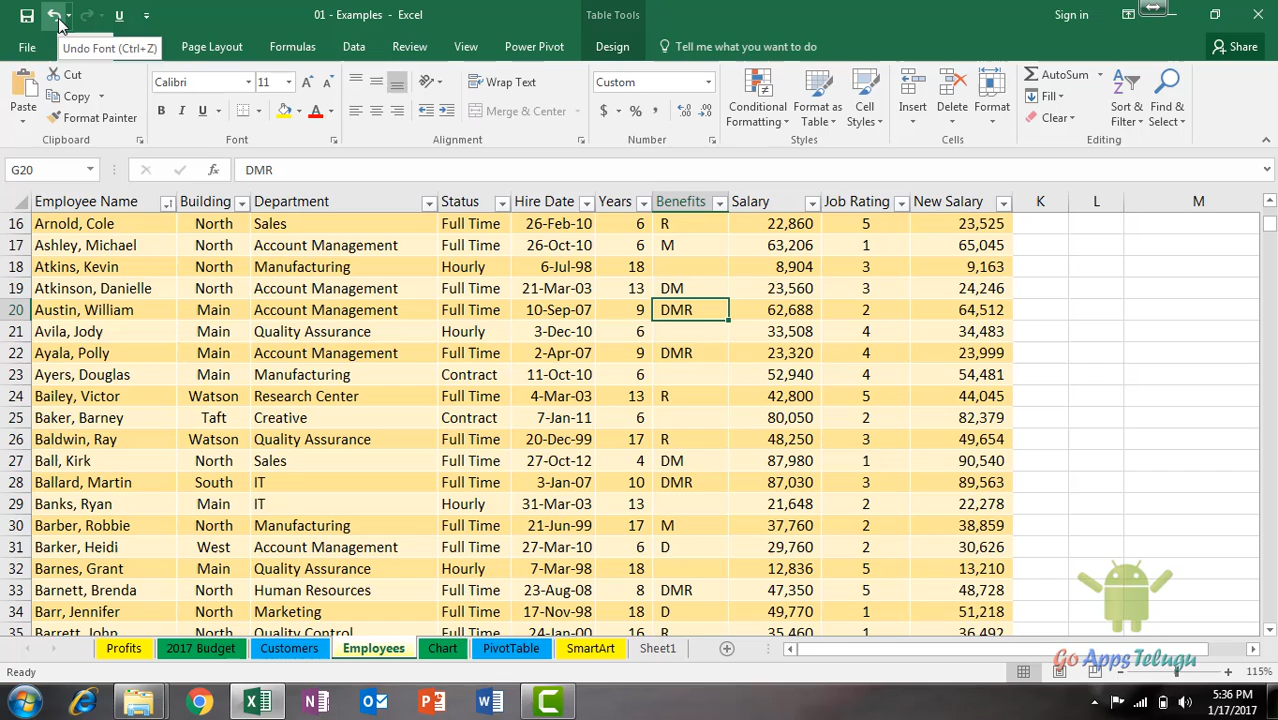 01 - Examples - Excel
Table Tools
Sign in
Undo Font (Ctrl+Z)
File
Page Layout
Formulas
Data
Review
View
Power Pivot
Design
Tell me what you want to do
Share
Paste
Cut
Copy
Format Painter
Clipboard
Calibri
11
B I U
A
Font
Wrap Text
Merge & Center
Alignment
Custom
$ % ,
Number
Conditional Formatting
Format as Table
Cell Styles
Styles
Insert
Delete
Format
Cells
AutoSum
Fill
Clear
Sort & Filter
Find & Select
Editing
G20
fx
DMR
Employee Name Building Department Status Hire Date Years Benefits Salary Job Rating New Salary K L M
16 Arnold, Cole North Sales Full Time 26-Feb-10 6 R 22,860 5 23,525
17 Ashley, Michael North Account Management Full Time 26-Oct-10 6 M 63,206 1 65,045
18 Atkins, Kevin North Manufacturing Hourly 6-Jul-98 18 8,904 3 9,163
19 Atkinson, Danielle North Account Management Full Time 21-Mar-03 13 DM 23,560 3 24,246
20 Austin, William Main Account Management Full Time 10-Sep-07 9 DMR 62,688 2 64,512
21 Avila, Jody Main Quality Assurance Hourly 3-Dec-10 6 33,508 4 34,483
22 Ayala, Polly Main Account Management Full Time 2-Apr-07 9 DMR 23,320 4 23,999
23 Ayers, Douglas Main Manufacturing Contract 11-Oct-10 6 52,940 4 54,481
24 Bailey, Victor Watson Research Center Full Time 4-Mar-03 13 R 42,800 5 44,045
25 Baker, Barney Taft Creative Contract 7-Jan-11 6 80,050 2 82,379
26 Baldwin, Ray Watson Quality Assurance Full Time 20-Dec-99 17 R 48,250 3 49,654
27 Ball, Kirk North Sales Full Time 27-Oct-12 4 DM 87,980 1 90,540
28 Ballard, Martin South IT Full Time 3-Jan-07 10 DMR 87,030 3 89,563
29 Banks, Ryan Main IT Hourly 31-Mar-03 13 21,648 2 22,278
30 Barber, Robbie North Manufacturing Full Time 21-Jun-99 17 M 37,760 2 38,859
31 Barker, Heidi West Account Management Full Time 27-Mar-10 6 D 29,760 2 30,626
32 Barnes, Grant Main Quality Assurance Hourly 7-Mar-98 18 12,836 5 13,210
33 Barnett, Brenda North Human Resources Full Time 23-Aug-08 8 DMR 47,350 5 48,728
34 Barr, Jennifer North Marketing Full Time 17-Nov-98 18 D 49,770 1 51,218
35 Barrett, John North Quality Control Full Time 24-Jan-00 16 R 35,460 1 36,492
Profits
2017 Budget
Customers
Employees
Chart
PivotTable
SmartArt
Sheet1
Go Apps Telugu
Ready
115%
5:36 PM
1/17/2017